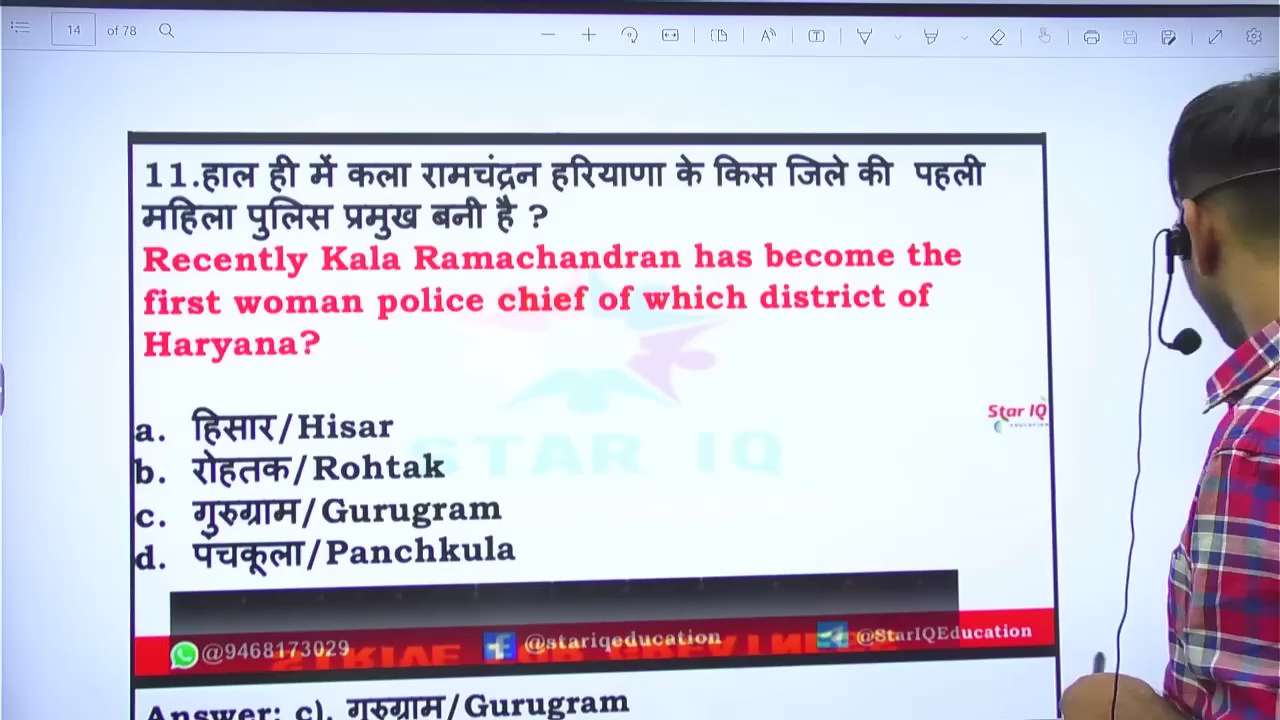 14 of 78
11.हाल ही में कला रामचंद्रन हरियाणा के किस जिले की पहली
महिला पुलिस प्रमुख बनी है ?
Recently Kala Ramachandran has become the
first woman police chief of which district of
Haryana?
a. हिसार/Hisar
b. रोहतक/Rohtak
c. गुरुग्राम/Gurugram
d. पंचकूला/Panchkula
STAR IQ
Star IQ
@9468173029 @stariqeducation @StarIQEducation
Answer: c). गुरुग्राम/Gurugram